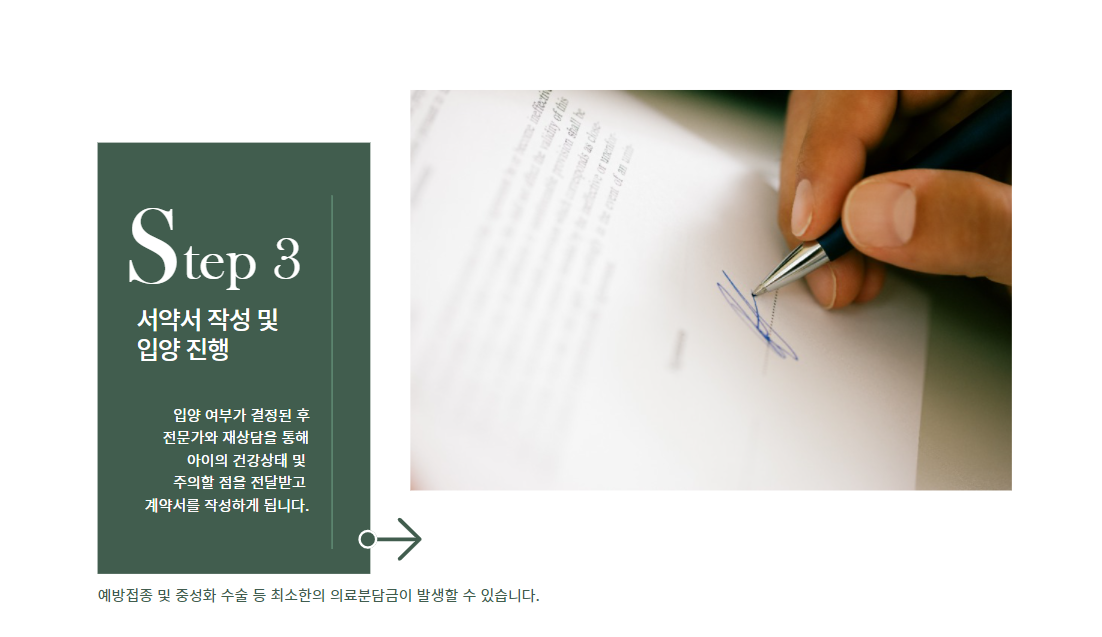 Step 3
서약서 작성 및
입양 진행
입양 여부가 결정된 후
전문가와 재상담을 통해
아이의 건강상태 및
주의할 점을 전달받고
계약서를 작성하게 됩니다.
예방접종 및 중성화 수술 등 최소한의 의료분담금이 발생할 수 있습니다.